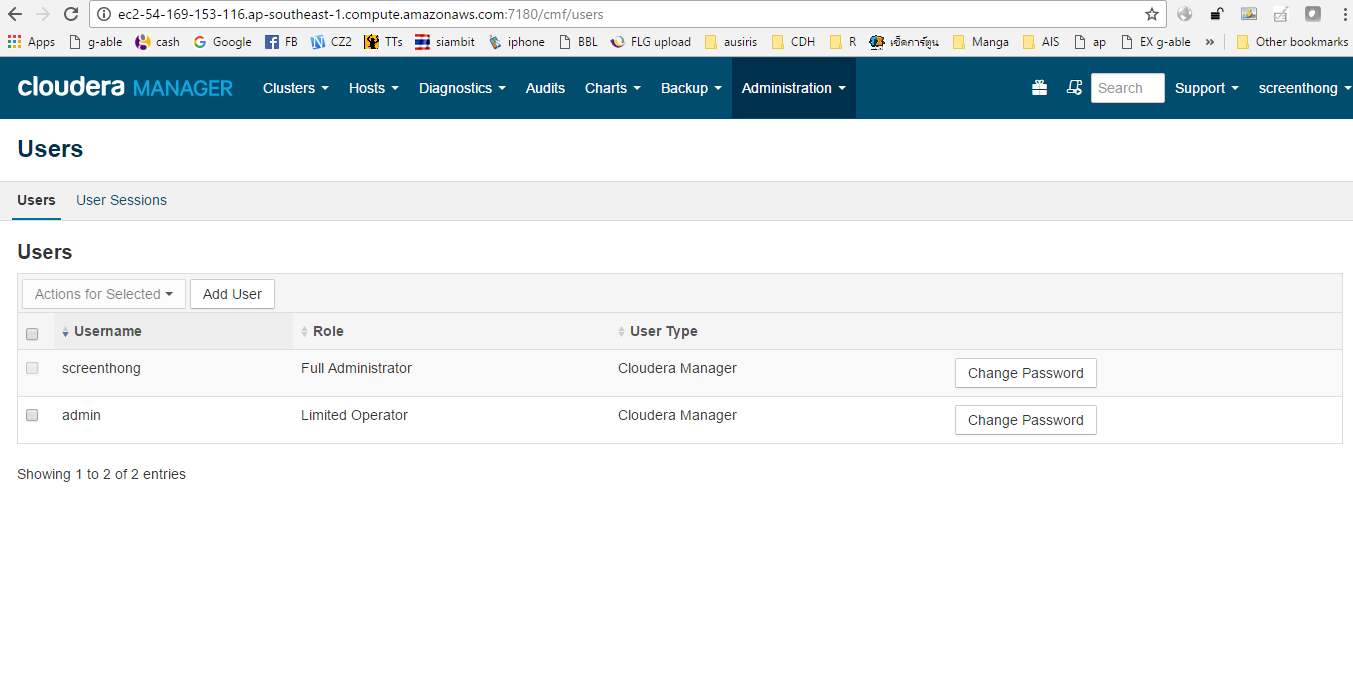 ec2-54-169-153-116.ap-southeast-1.compute.amazonaws.com:7180/cmf/users
Apps g-able cash Google FB CZ2 TTs siambit iphone BBL FLG upload ausiris CDH R เซ็ตการ์ตูน Manga AIS ap EX g-able » Other bookmarks
cloudera MANAGER Clusters Hosts Diagnostics Audits Charts Backup Administration Search Support screenthong
Users
Users User Sessions
Users
Actions for Selected Add User
Username Role User Type
screenthong Full Administrator Cloudera Manager Change Password
admin Limited Operator Cloudera Manager Change Password
Showing 1 to 2 of 2 entries